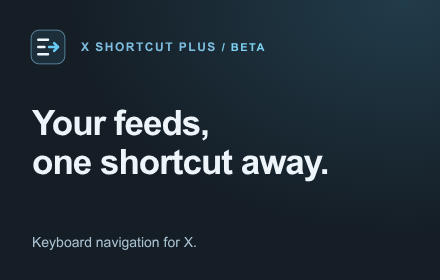 X SHORTCUT PLUS / BETA
Your feeds,
one shortcut away.
Keyboard navigation for X.